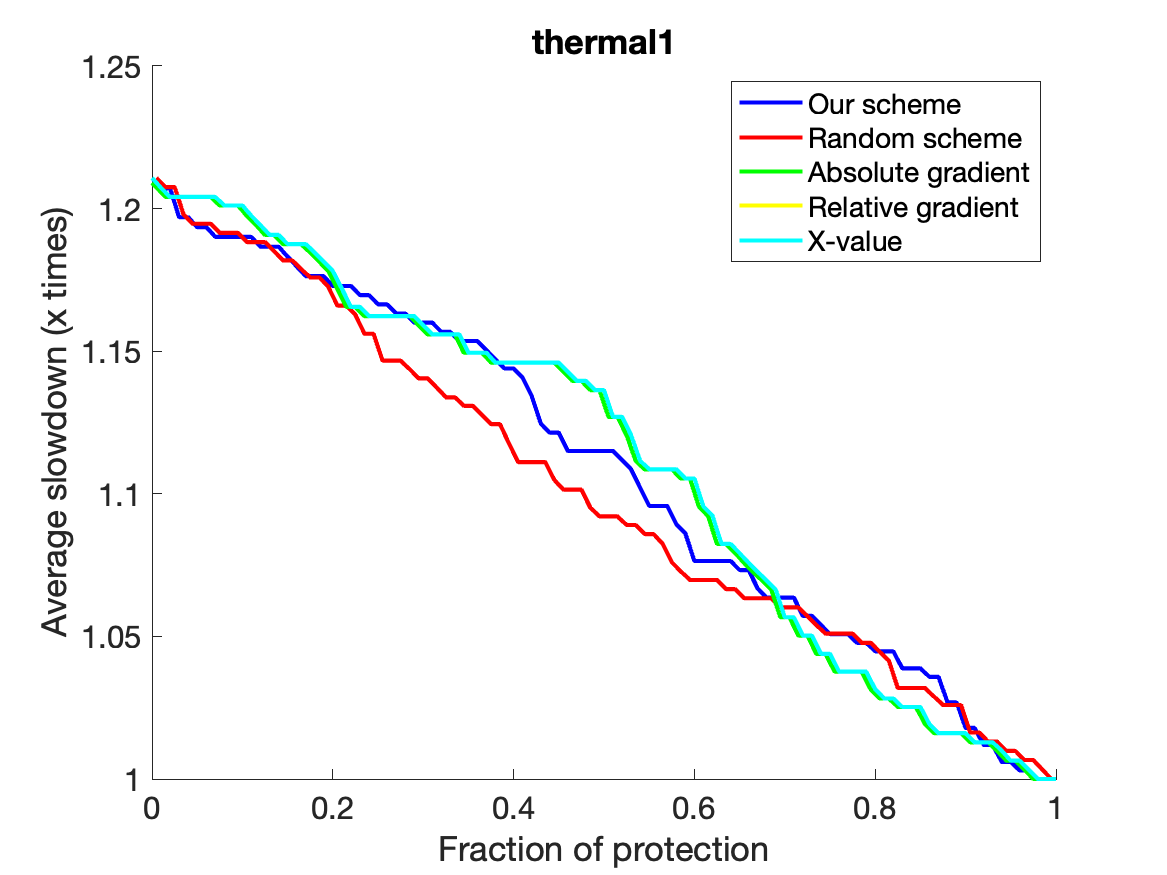 thermal1
1.25
1.2
1.15
1.1
1.05
1
Average slowdown (x times)
Our scheme
Random scheme
Absolute gradient
Relative gradient
X-value
0 0.2 0.4 0.6 0.8 1
Fraction of protection